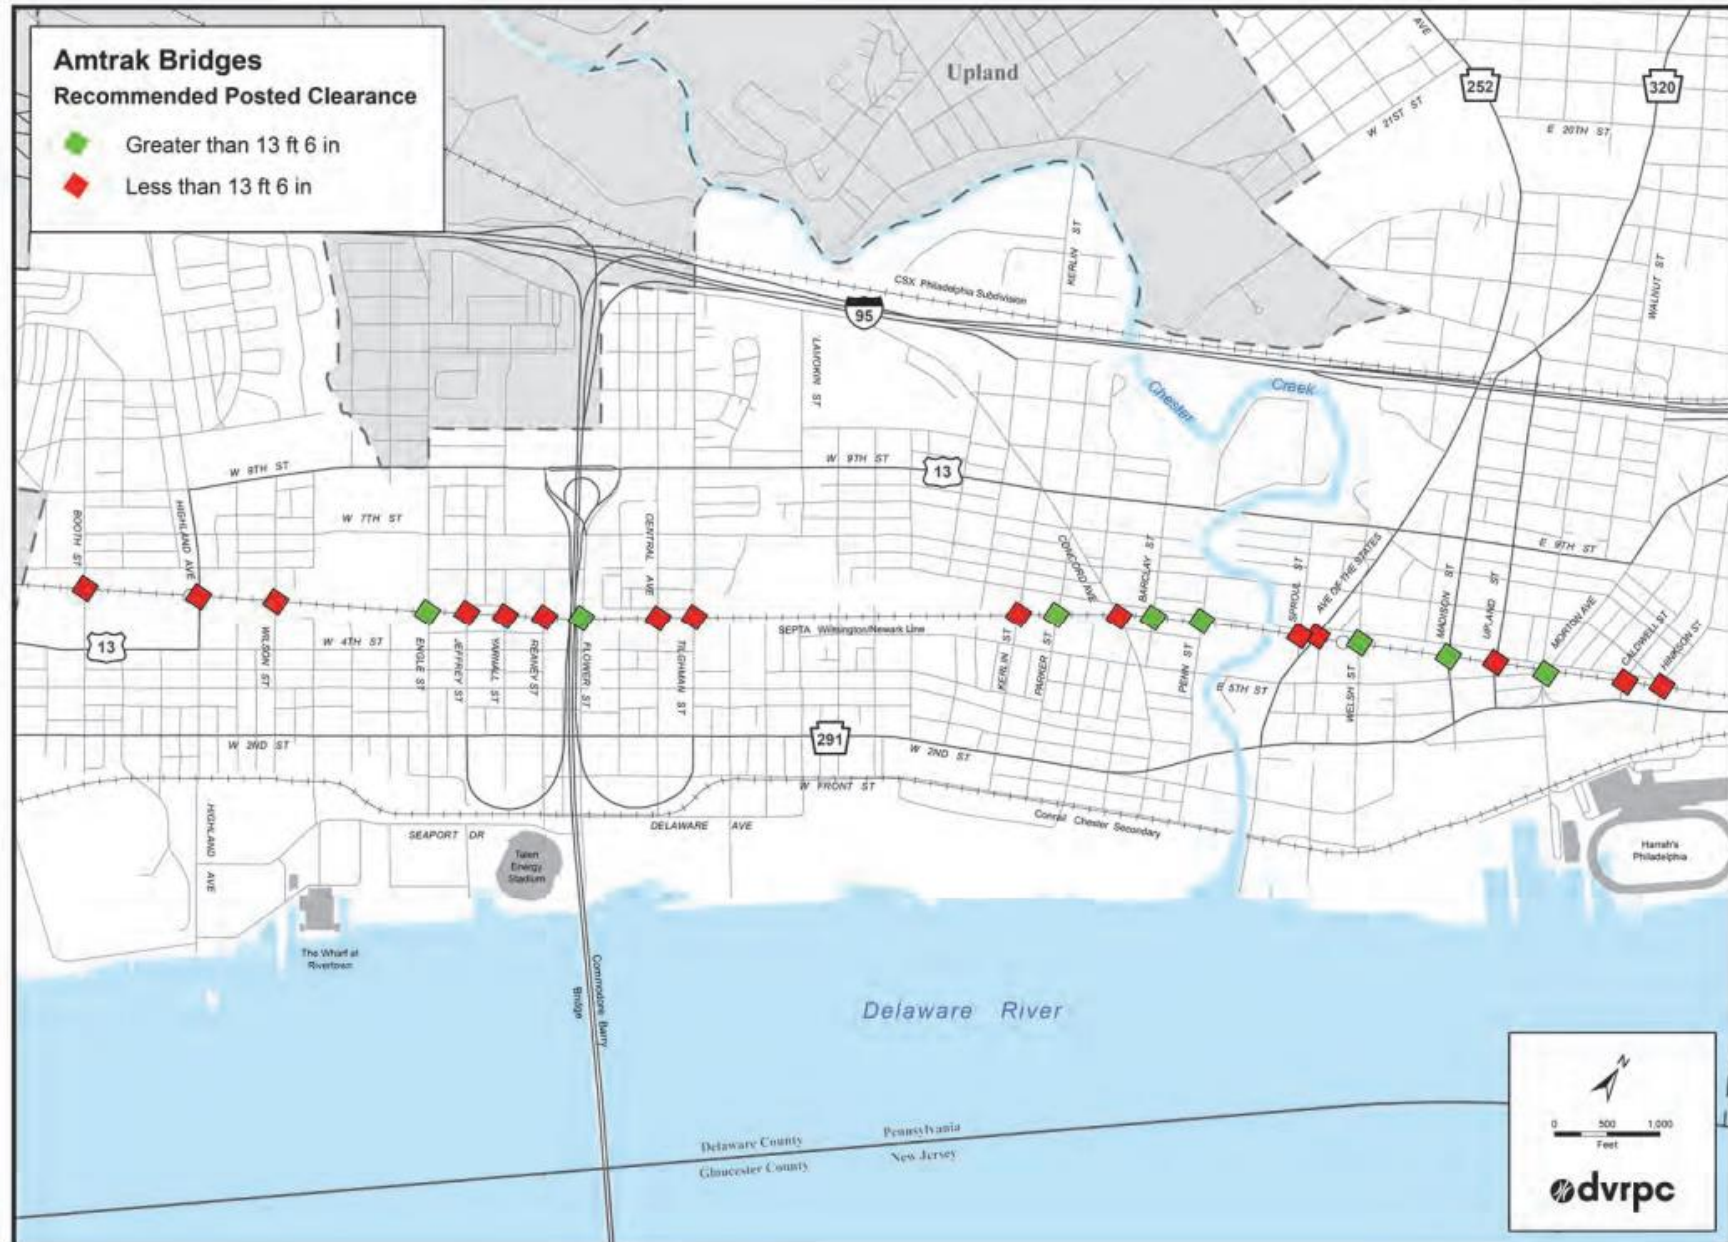 Amtrak Bridges
Recommended Posted Clearance
Greater than 13 ft 6 in
Less than 13 ft 6 in
Upland
252
320
AVE
W 21ST ST
E 20TH ST
WALNUT ST
KERLIN ST
CSX Philadelphia Subdivision
95
LAMOKIN ST
Chester
Creek
W 9TH ST
W 9TH ST
13
W 7TH ST
BOOTH ST
HIGHLAND AVE
CENTRAL AVE
CONCORD AVE
BARCLAY ST
SPROUL ST
AVE OF THE STATES
E 9TH ST
MADISON ST
UPLAND ST
MORTON AVE
CALDWELL ST
HINKSON ST
13
WILSON ST
W 4TH ST
ENGLE ST
JEFFREY ST
YARNALL ST
REANEY ST
FLOWER ST
TILGHMAN ST
SEPTA Wilmington/Newark Line
KERLIN ST
PARKER ST
PENN ST
E 5TH ST
WELSH ST
W 2ND ST
291
W 2ND ST
W FRONT ST
HIGHLAND AVE
SEAPORT DR
DELAWARE AVE
Conrail Chester Secondary
Talen
Energy
Stadium
Harrah's
Philadelphia
The Wharf at
Rivertown
Commodore Barry
Bridge
Delaware River
Delaware County
Pennsylvania
Gloucester County
New Jersey
N
0 500 1,000
Feet
dvrpc